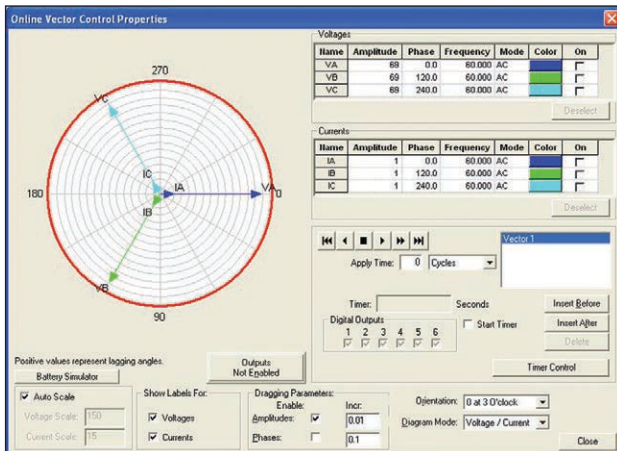 Online Vector Control Properties
270
180
0
90
VC
IC
IA
VA
IB
VB
Voltages
Name Amplitude Phase Frequency Mode Color On
VA 69 0.0 60.000 AC
VB 69 120.0 60.000 AC
VC 69 240.0 60.000 AC
Deselect
Currents
Name Amplitude Phase Frequency Mode Color On
IA 1 0.0 60.000 AC
IB 1 120.0 60.000 AC
IC 1 240.0 60.000 AC
Deselect
Apply Time: 0 Cycles
Vector 1
Timer: Seconds
Digital Outputs
1 2 3 4 5 6
Start Timer
Insert Before
Insert After
Delete
Timer Control
Positive values represent lagging angles.
Battery Simulator
Outputs
Not Enabled
Auto Scale
Voltage Scale: 150
Current Scale: 15
Show Labels For:
Voltages
Currents
Dragging Parameters:
Enable: Incr:
Amplitudes: 0.01
Phases: 0.1
Orientation: 0 at 3 O'clock
Diagram Mode: Voltage / Current
Close